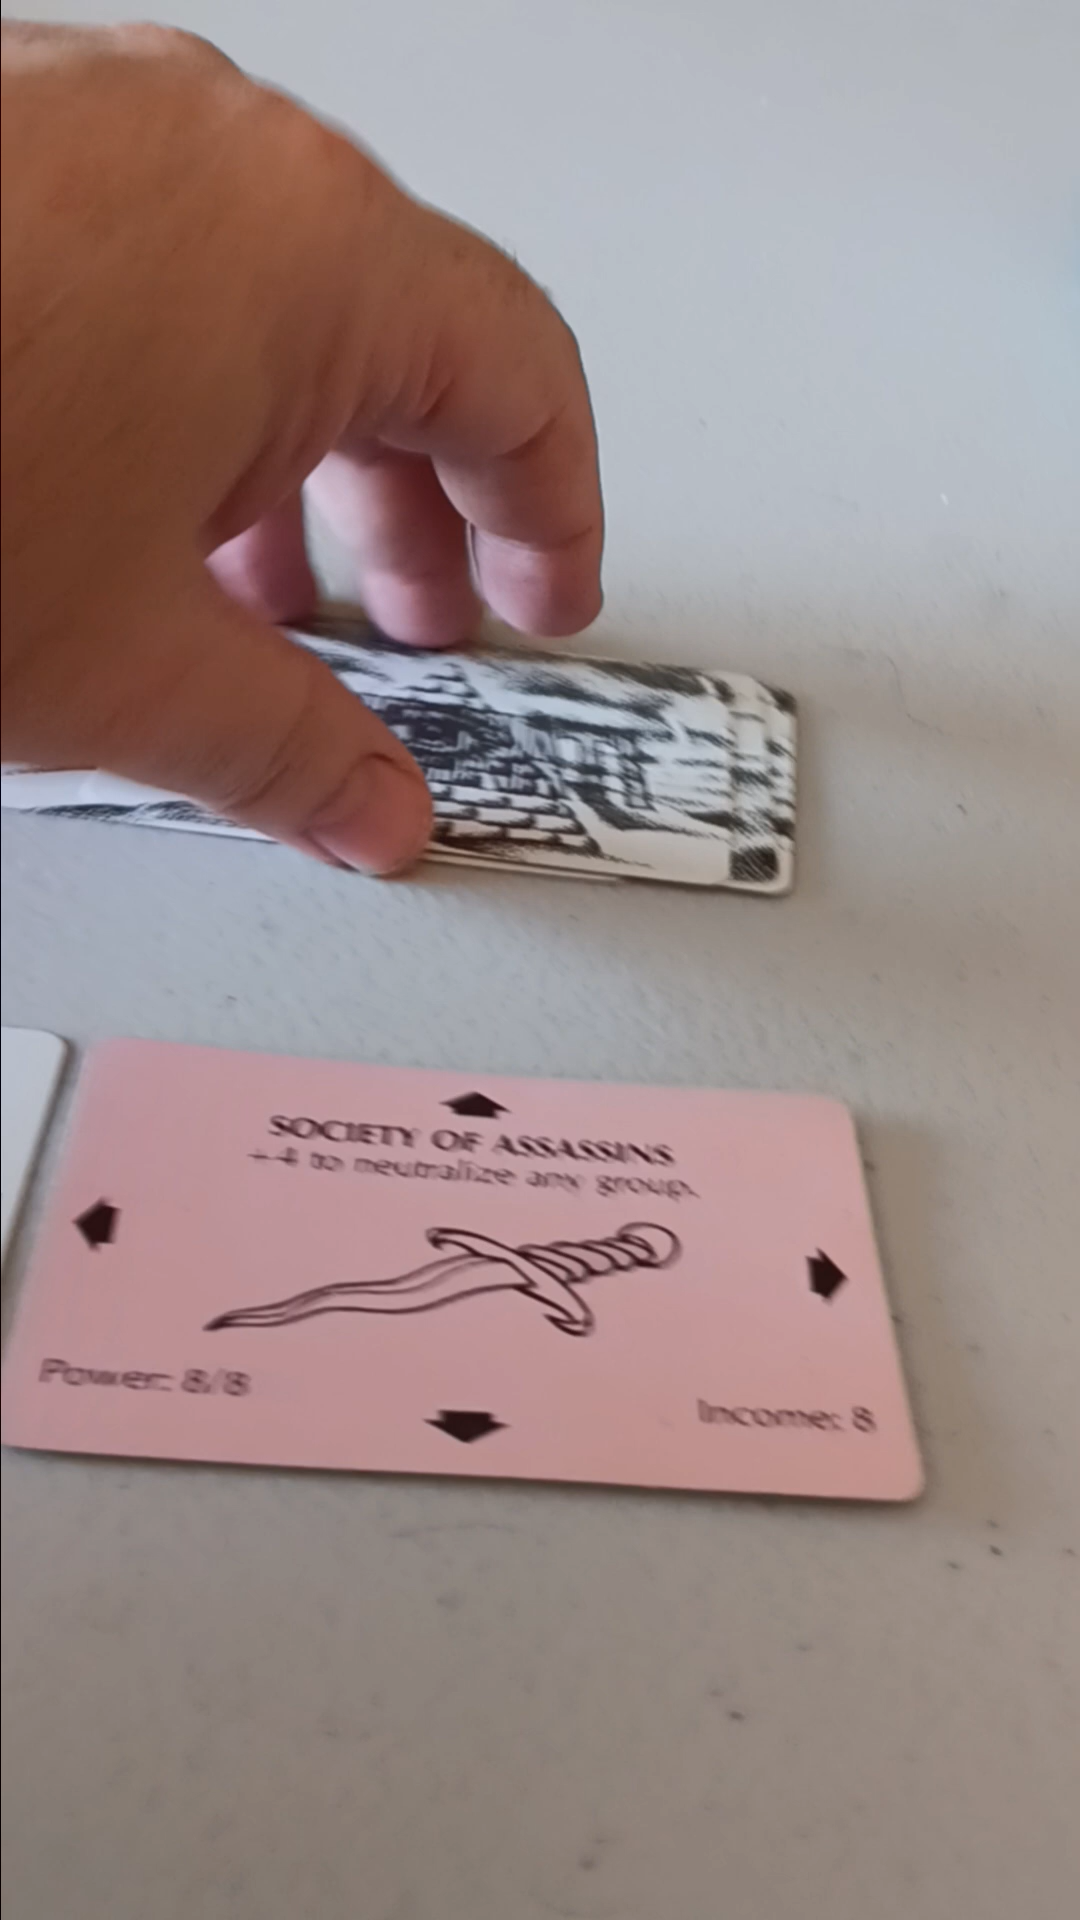 SOCIETY OF ASSASSINS
+4 to neutralize any group.
Power: 8/8
Income: 8